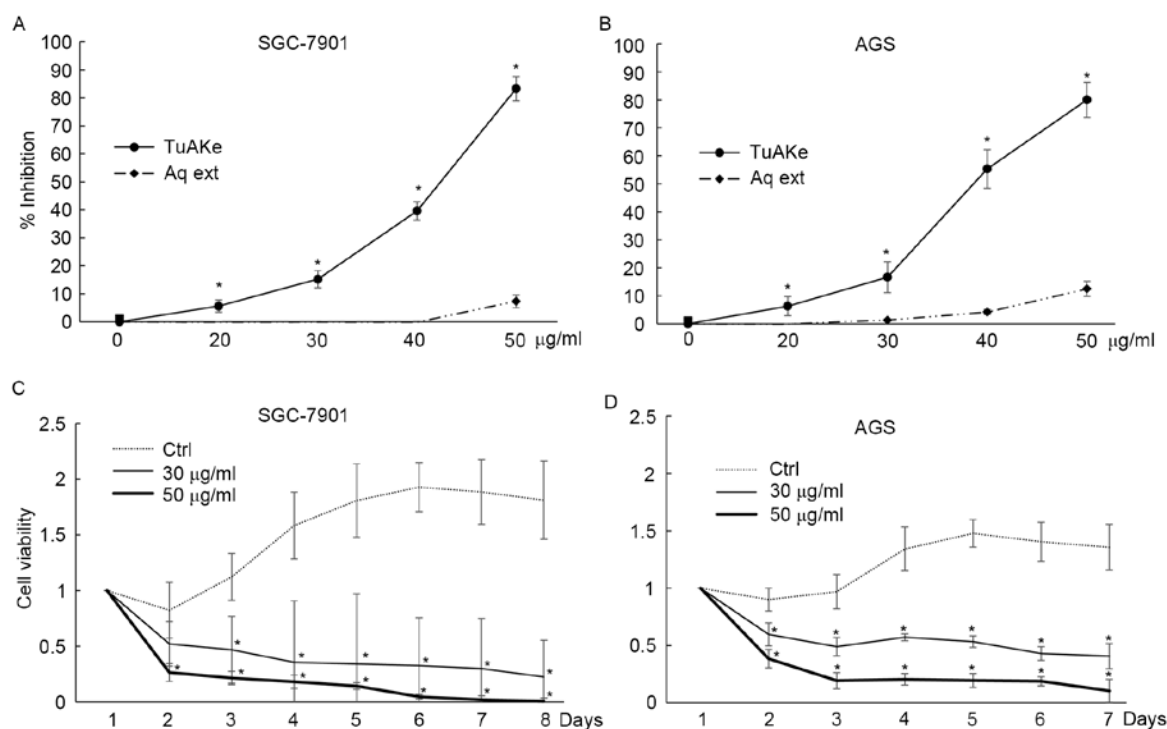 A
SGC-7901
100
90
80
70
60
50
40
30
20
10
0
% Inhibition
TuAKe
Aq ext
* * * *
0 20 30 40 50 μg/ml
B
AGS
100
90
80
70
60
50
40
30
20
10
0
TuAKe
Aq ext
* * * *
0 20 30 40 50 μg/ml
C
SGC-7901
2.5
2
1.5
1
0.5
0
Cell viability
Ctrl
30 μg/ml
50 μg/ml
* * * * * *
* * * * * * *
1 2 3 4 5 6 7 8 Days
D
AGS
2.5
2
1.5
1
0.5
0
Ctrl
30 μg/ml
50 μg/ml
* * * * * *
* * * * * *
1 2 3 4 5 6 7 Days